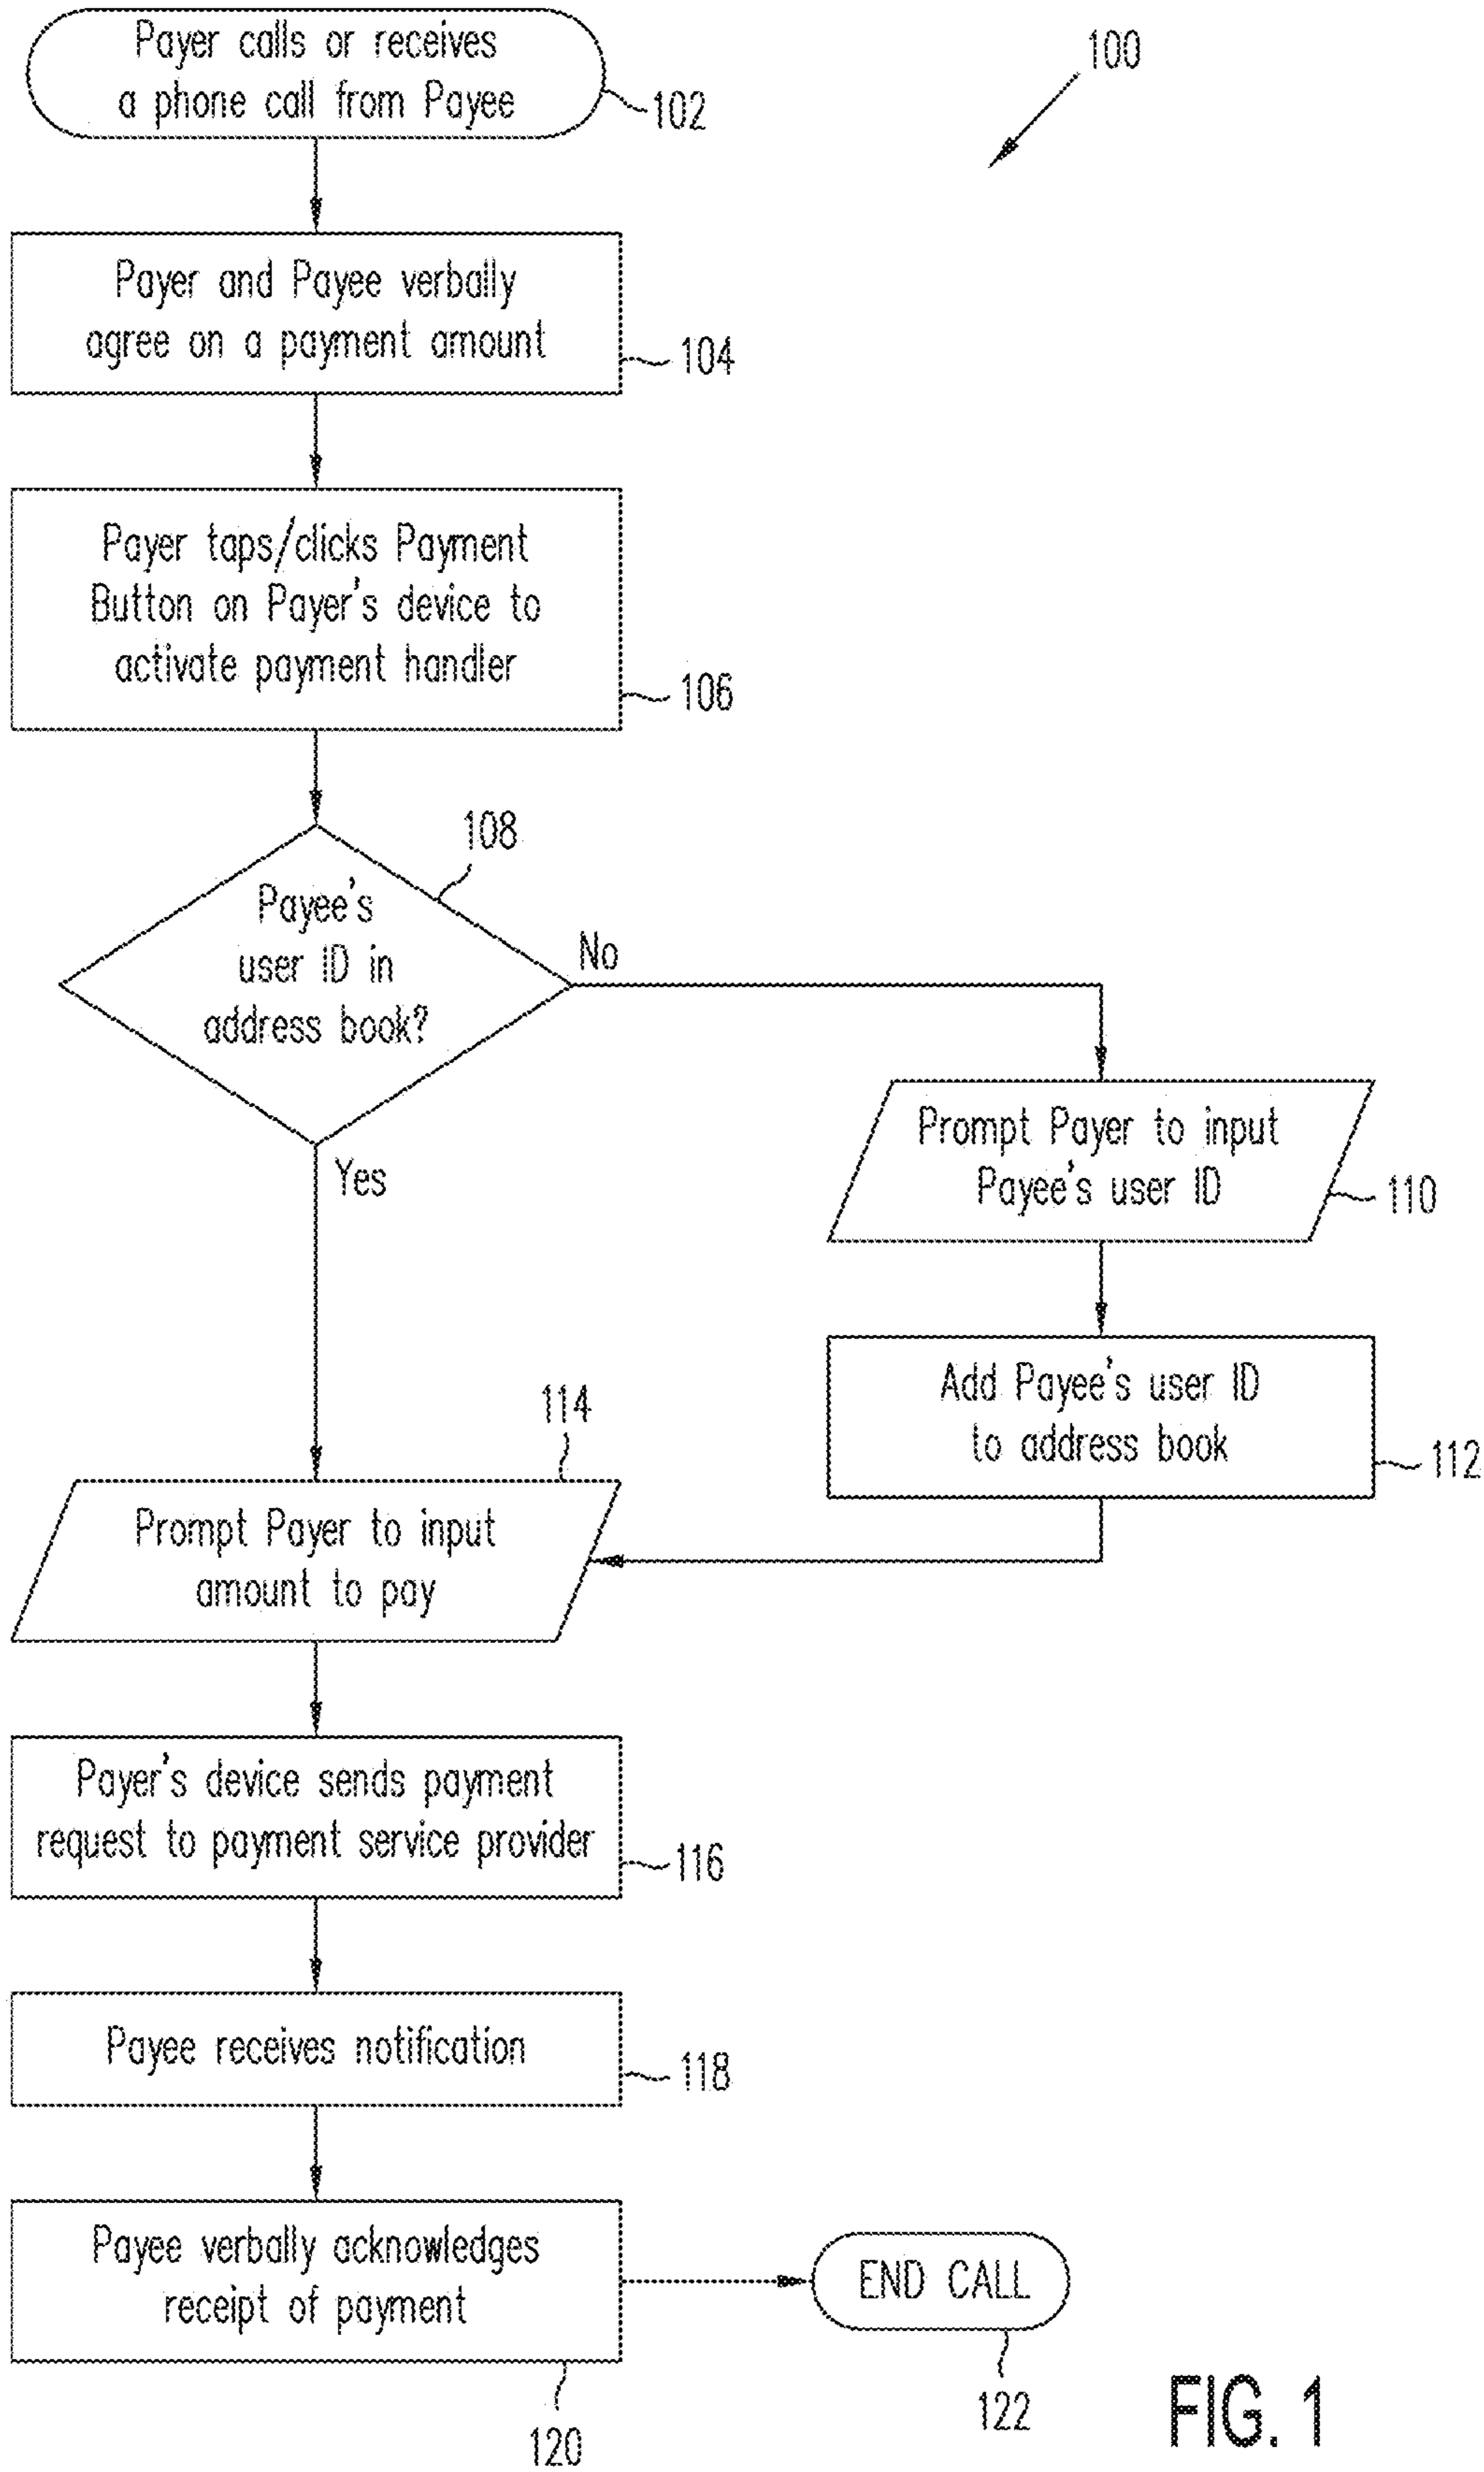 100
Payer calls or receives
a phone call from Payee
102
Payer and Payee verbally
agree on a payment amount
104
Payer taps/clicks Payment
Button on Payer's device to
activate payment handler
106
108
Payee's
user ID in
address book?
No
Yes
Prompt Payer to input
Payee's user ID
110
Add Payee's user ID
to address book
112
114
Prompt Payer to input
amount to pay
Payer's device sends payment
request to payment service provider
116
Payee receives notification
118
Payee verbally acknowledges
receipt of payment
120
END CALL
122
FIG. 1